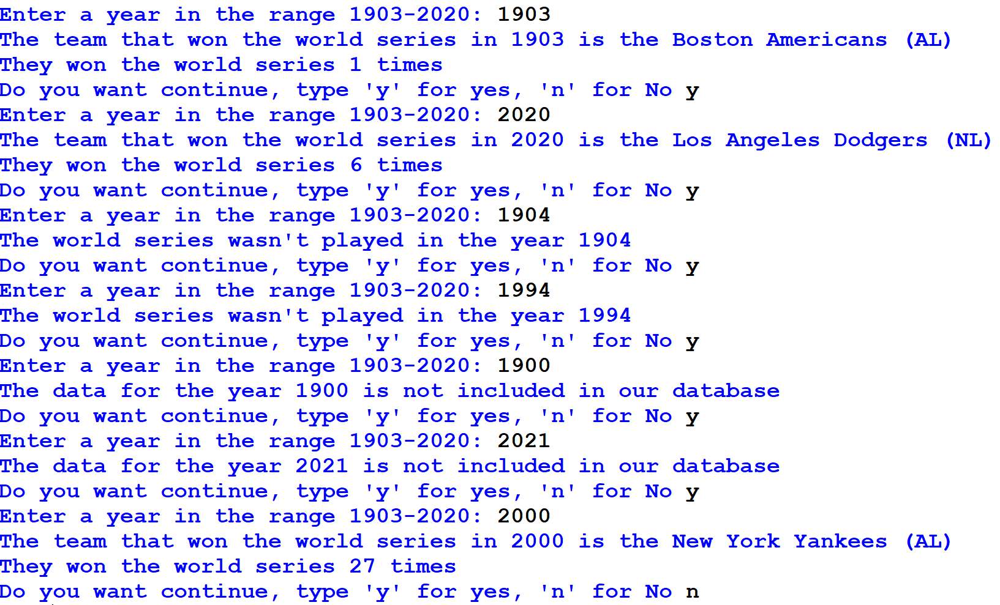 Enter a year in the range 1903-2020: 1903
The team that won the world series in 1903 is the Boston Americans (AL)
They won the world series 1 times
Do you want continue, type 'y' for yes, 'n' for No y
Enter a year in the range 1903-2020: 2020
The team that won the world series in 2020 is the Los Angeles Dodgers (NL)
They won the world series 6 times
Do you want continue, type 'y' for yes, 'n' for No y
Enter a year in the range 1903-2020: 1904
The world series wasn't played in the year 1904
Do you want continue, type 'y' for yes, 'n' for No y
Enter a year in the range 1903-2020: 1994
The world series wasn't played in the year 1994
Do you want continue, type 'y' for yes, 'n' for No y
Enter a year in the range 1903-2020: 1900
The data for the year 1900 is not included in our database
Do you want continue, type 'y' for yes, 'n' for No y
Enter a year in the range 1903-2020: 2021
The data for the year 2021 is not included in our database
Do you want continue, type 'y' for yes, 'n' for No y
Enter a year in the range 1903-2020: 2000
The team that won the world series in 2000 is the New York Yankees (AL)
They won the world series 27 times
Do you want continue, type 'y' for yes, 'n' for No n